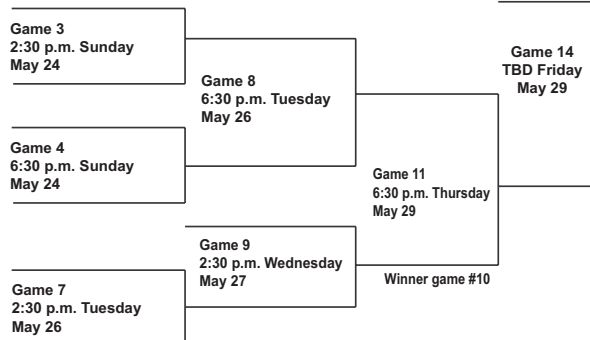 Game 3
2:30 p.m. Sunday
May 24
Game 8
6:30 p.m. Tuesday
May 26
Game 14
TBD Friday
May 29
Game 4
6:30 p.m. Sunday
May 24
Game 11
6:30 p.m. Thursday
May 29
Game 9
2:30 p.m. Wednesday
May 27
Winner game #10
Game 7
2:30 p.m. Tuesday
May 26